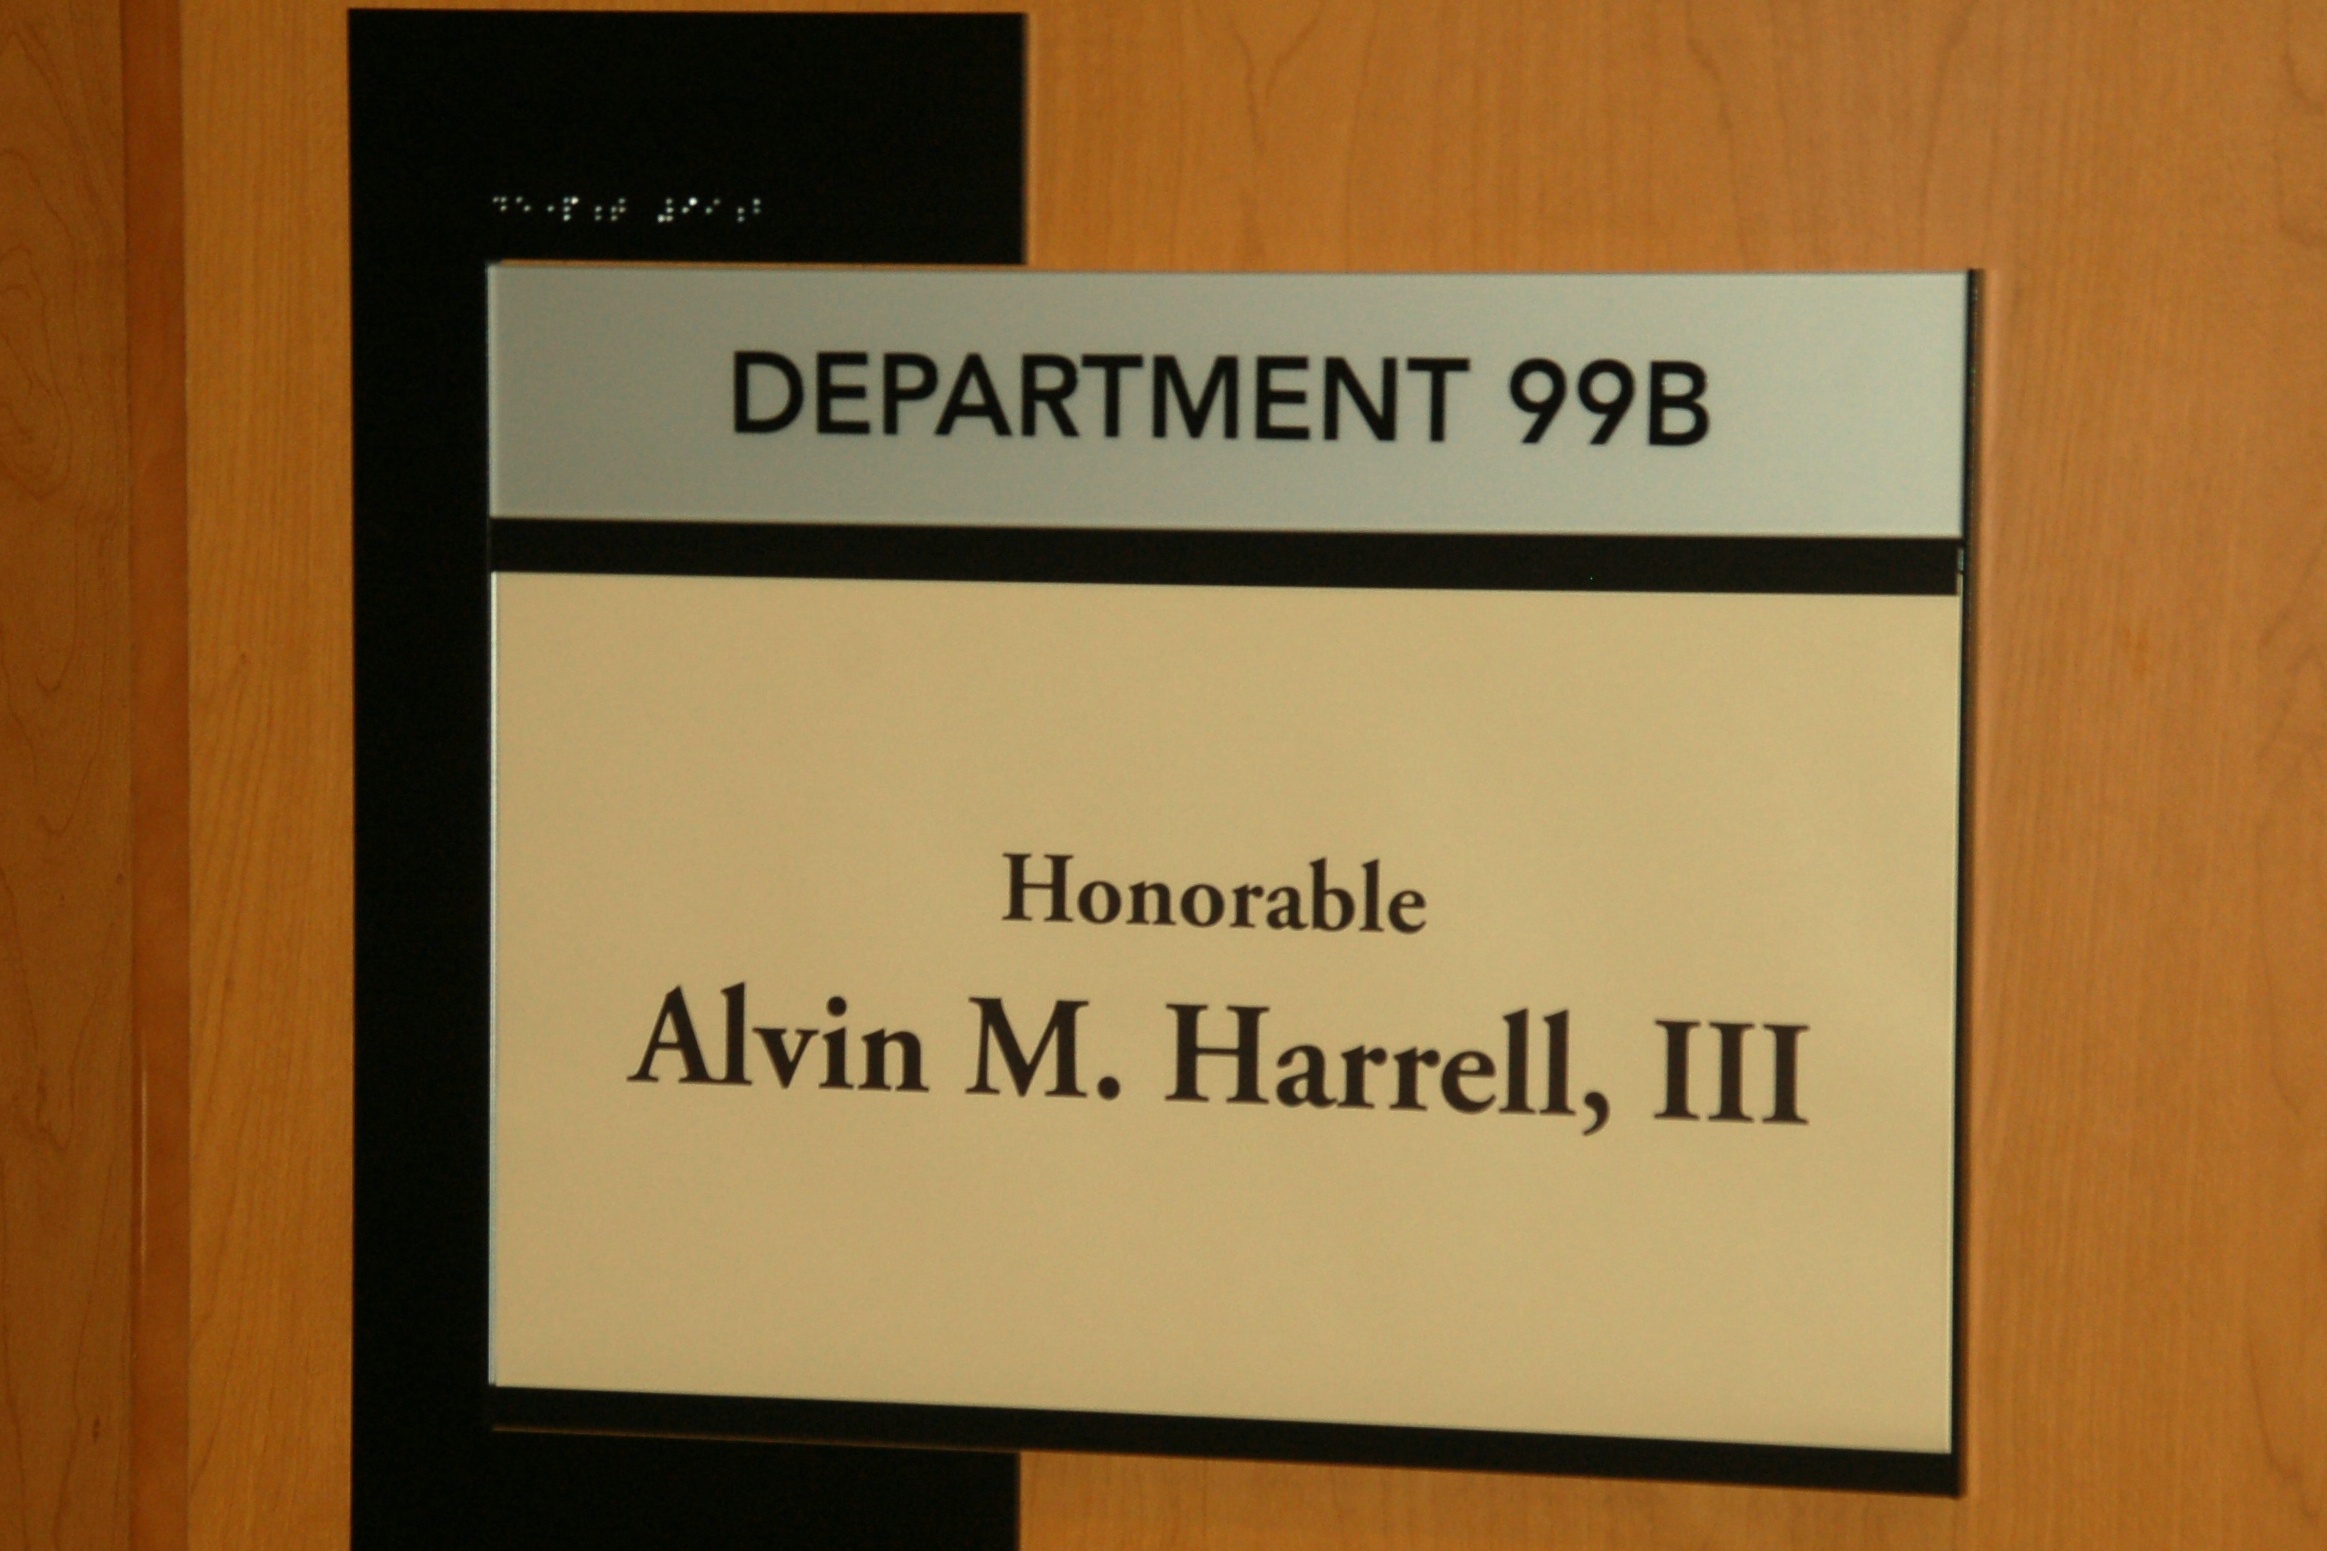 DEPARTMENT 99B
Honorable
Alvin M. Harrell, III